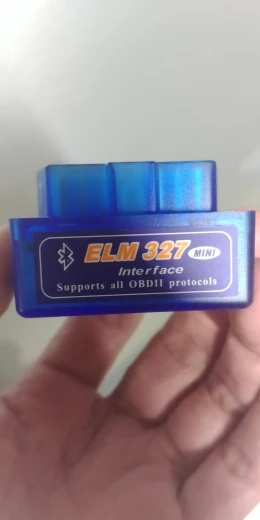 ELM 327 MINI
Interface
Supports all OBDII protocols